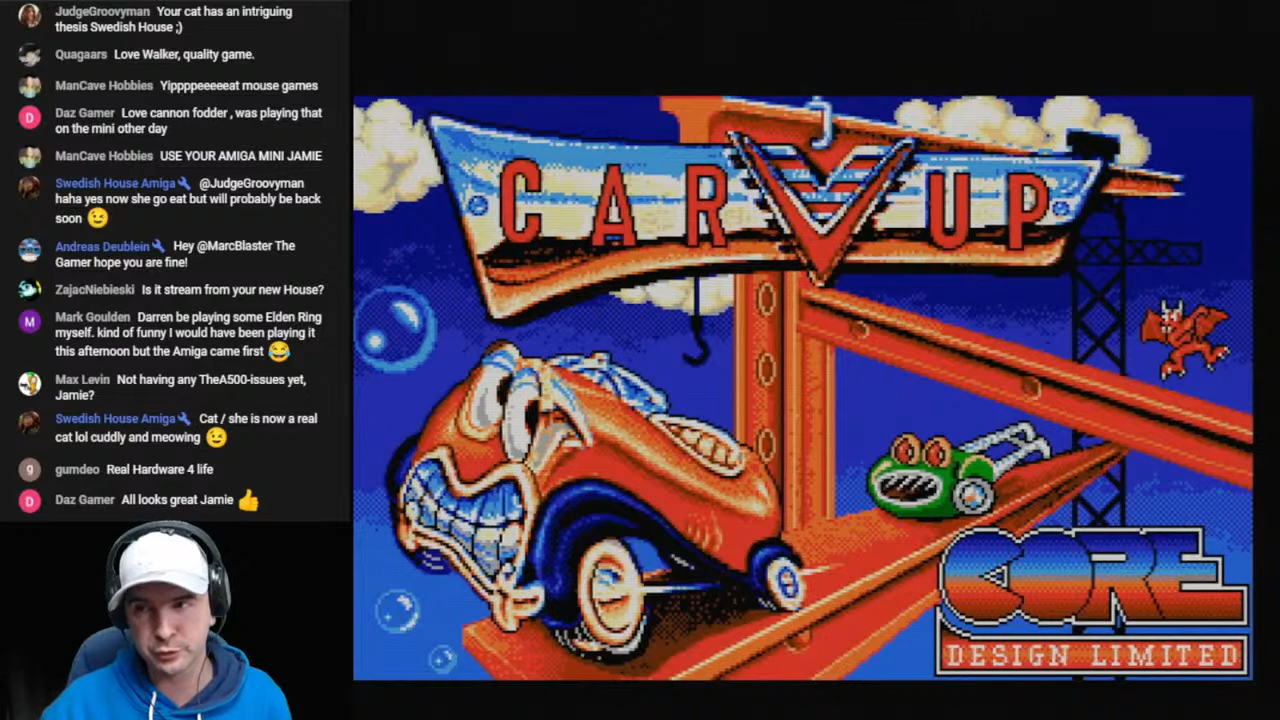 JudgeGroovyman Your cat has an intriguing
thesis Swedish House ;)
Quagaars Love Walker, quality game.
ManCave Hobbies Yippppeeeeeat mouse games
D
Daz Gamer Love cannon fodder , was playing that
on the mini other day
ManCave Hobbies USE YOUR AMIGA MINI JAMIE
Swedish House Amiga @JudgeGroovyman
haha yes now she go eat but will probably be back
soon 😉
Andreas Deublein Hey @MarcBlaster The
Gamer hope you are fine!
ZajacNiebieski Is it stream from your new House?
M
Mark Goulden Darren be playing some Elden Ring
myself. kind of funny I would have been playing it
this afternoon but the Amiga came first 😂
Max Levin Not having any TheA500-issues yet,
Jamie?
Swedish House Amiga Cat / she is now a real
cat lol cuddly and meowing 😉
g
gumdeo Real Hardware 4 life
D
Daz Gamer All looks great Jamie 👍
CAR V UP
CORE
DESIGN LIMITED